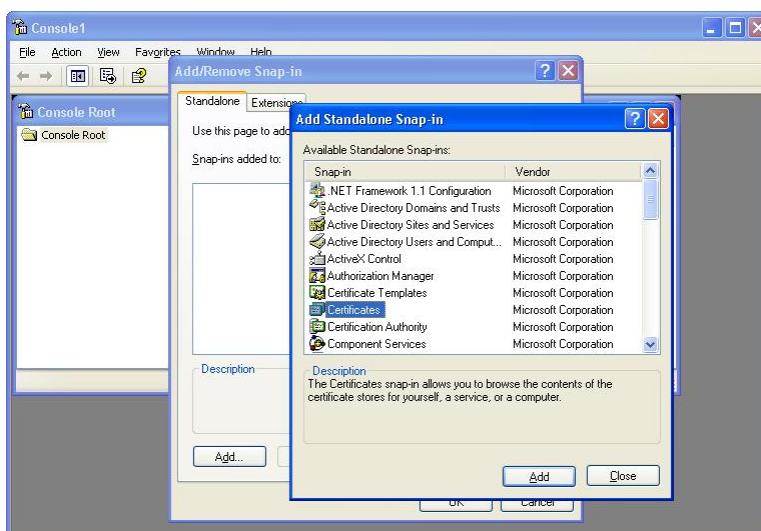 Console1
File Action View Favorites Window Help
Add/Remove Snap-in
Console Root
Console Root
Standalone Extensions
Use this page to add
Snap-ins added to:
Description
Add...
OK Cancel
Add Standalone Snap-in
Available Standalone Snap-ins:
Snap-in Vendor
.NET Framework 1.1 Configuration Microsoft Corporation
Active Directory Domains and Trusts Microsoft Corporation
Active Directory Sites and Services Microsoft Corporation
Active Directory Users and Comput... Microsoft Corporation
ActiveX Control Microsoft Corporation
Authorization Manager Microsoft Corporation
Certificate Templates Microsoft Corporation
Certificates Microsoft Corporation
Certification Authority Microsoft Corporation
Component Services Microsoft Corporation
Description
The Certificates snap-in allows you to browse the contents of the
certificate stores for yourself, a service, or a computer.
Add Close